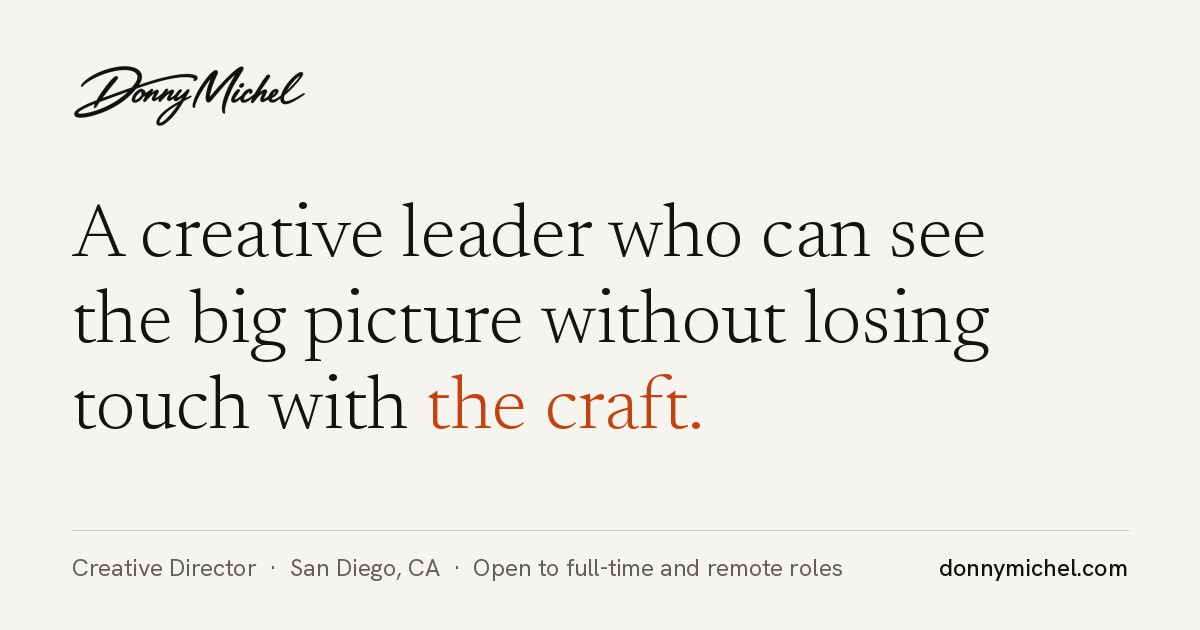 Donny Michel
A creative leader who can see
the big picture without losing
touch with the craft.
Creative Director · San Diego, CA · Open to full-time and remote roles
donnymichel.com